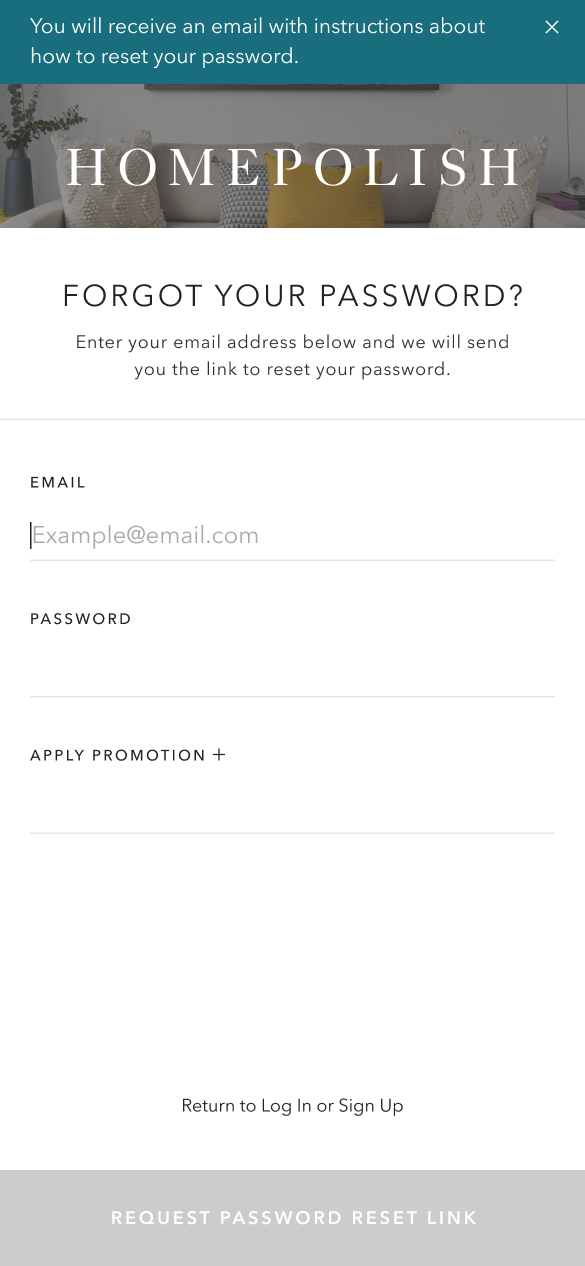 You will receive an email with instructions about
how to reset your password.
HOMEPOLISH
FORGOT YOUR PASSWORD?
Enter your email address below and we will send
you the link to reset your password.
EMAIL
Example@email.com
PASSWORD
APPLY PROMOTION +
Return to Log In or Sign Up
REQUEST PASSWORD RESET LINK